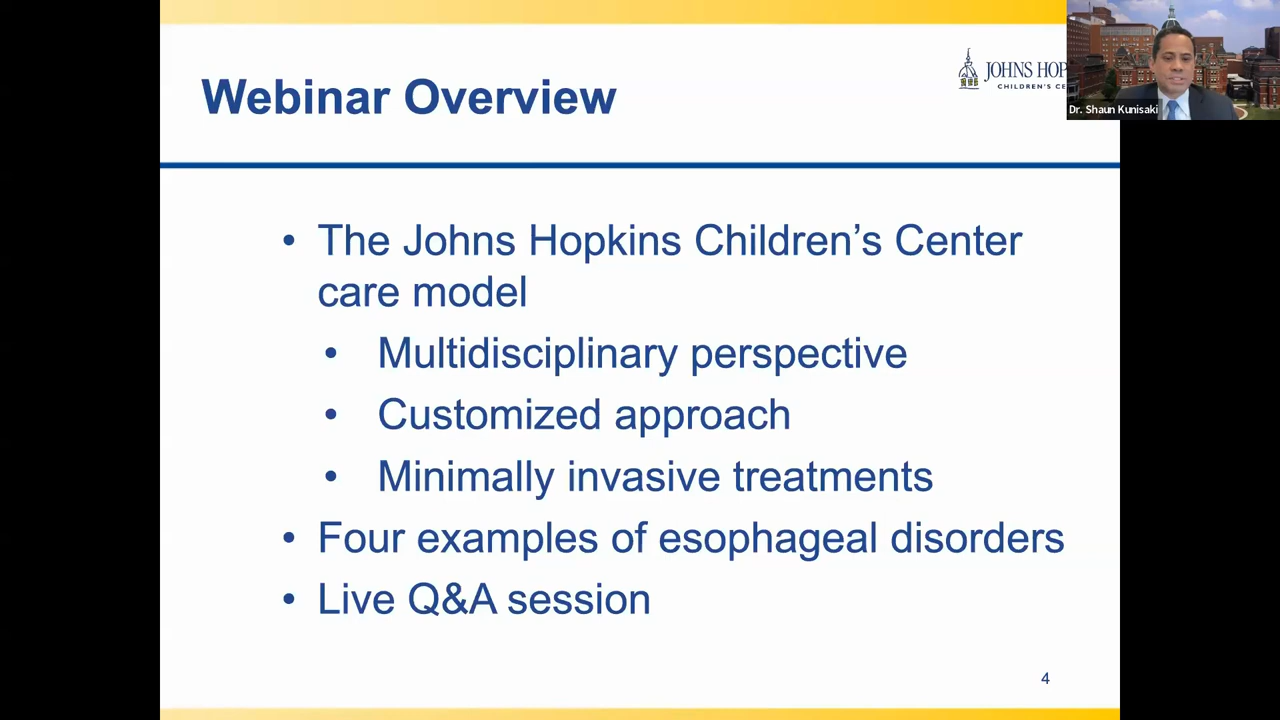 Webinar Overview
JOHNS HOP
CHILDREN'S CE
Dr. Shaun Kunisaki
• The Johns Hopkins Children’s Center
care model
• Multidisciplinary perspective
• Customized approach
• Minimally invasive treatments
• Four examples of esophageal disorders
• Live Q&A session
4